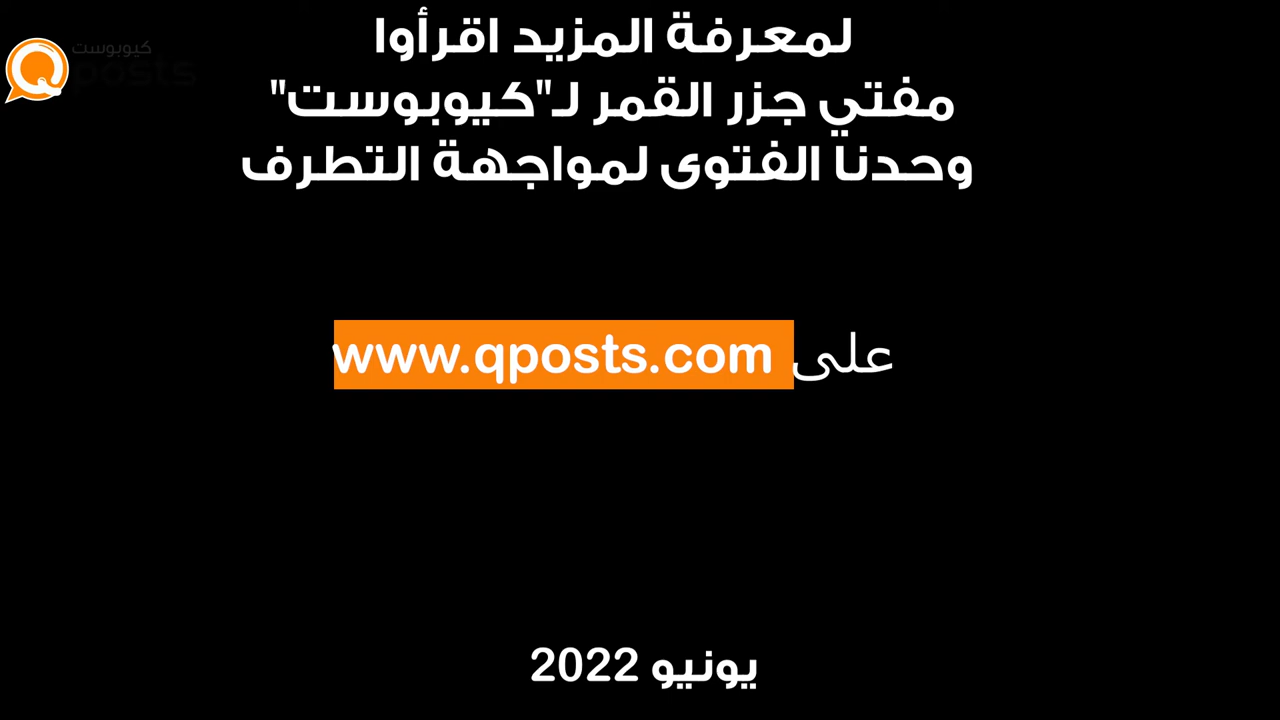 كيوبوست
Qposts
لمعرفة المزيد اقرأوا
مفتي جزر القمر لـ"كيوبوست"
وحدنا الفتوى لمواجهة التطرف
على www.qposts.com
يونيو 2022